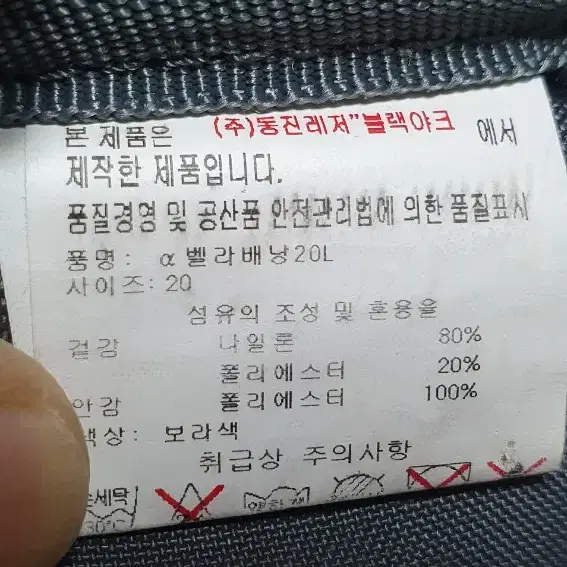 본 제품은 (주)동진레저"블랙야크 에서
제작한 제품입니다.
품질경영 및 공산품 안전관리법에 의한 품질표시
품명: α벨라배낭20L
사이즈: 20
섬유의 조성 및 혼용율
겉감 나일론 80%
폴리에스터 20%
안감 폴리에스터 100%
색상: 보라색
취급상 주의사항
손세탁
30°C